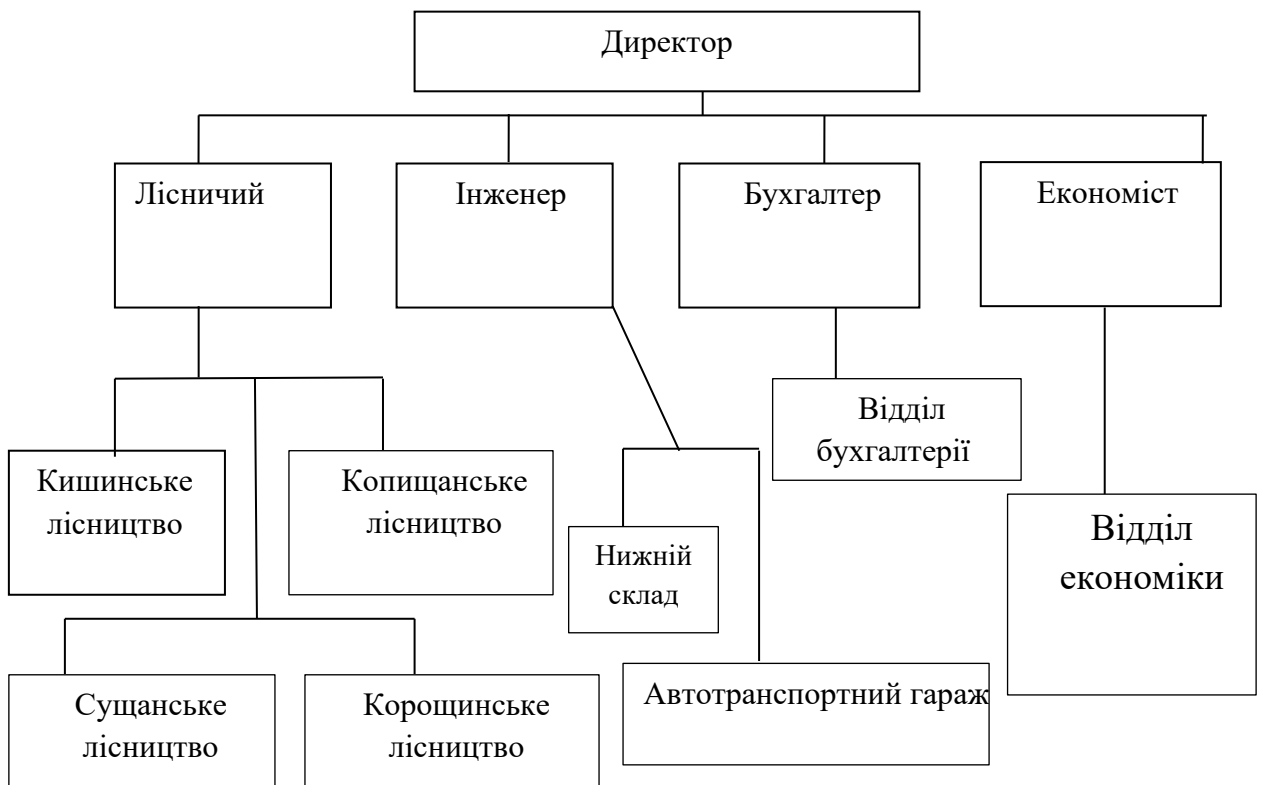 Директор
Лісничий
Інженер
Бухгалтер
Економіст
Відділ
бухгалтерії
Кишинське
лісництво
Копищанське
лісництво
Нижній
склад
Відділ
економіки
Сущанське
лісництво
Корощинське
лісництво
Автотранспортний гараж